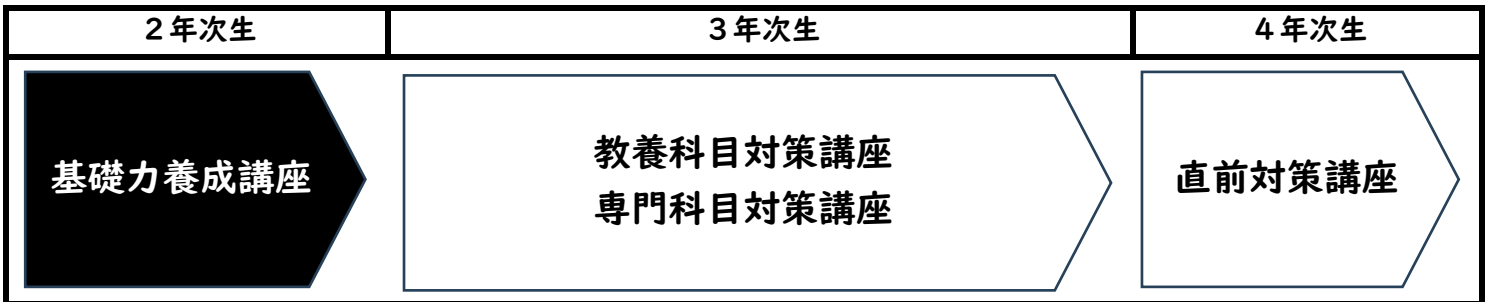 ２年次生
３年次生
４年次生
基礎力養成講座
教養科目対策講座
専門科目対策講座
直前対策講座